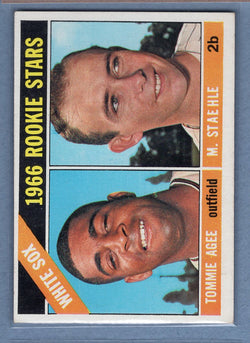 1966 ROOKIE STARS
WHITE SOX
TOMMIE AGEE outfield
M. STAEHLE 2b